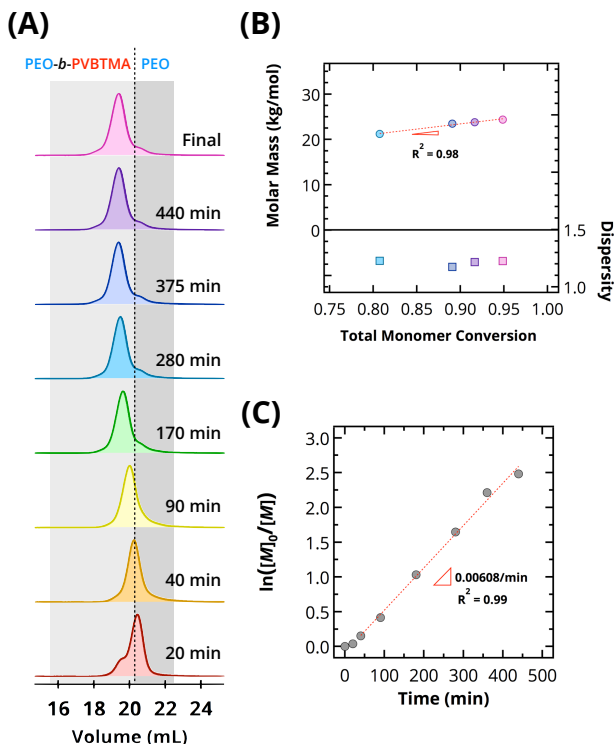 (A)
PEO-b-PVBTMA PEO
Final
440 min
375 min
280 min
170 min
90 min
40 min
20 min
16 18 20 22 24
Volume (mL)
(B)
Molar Mass (kg/mol)
30
20
10
0
R² = 0.98
1.5
1.0
Dispersity
0.75 0.80 0.85 0.90 0.95 1.00
Total Monomer Conversion
(C)
ln([M]₀/[M])
3.0
2.5
2.0
1.5
1.0
0.5
0.0
0.00608/min
R² = 0.99
0 100 200 300 400 500
Time (min)